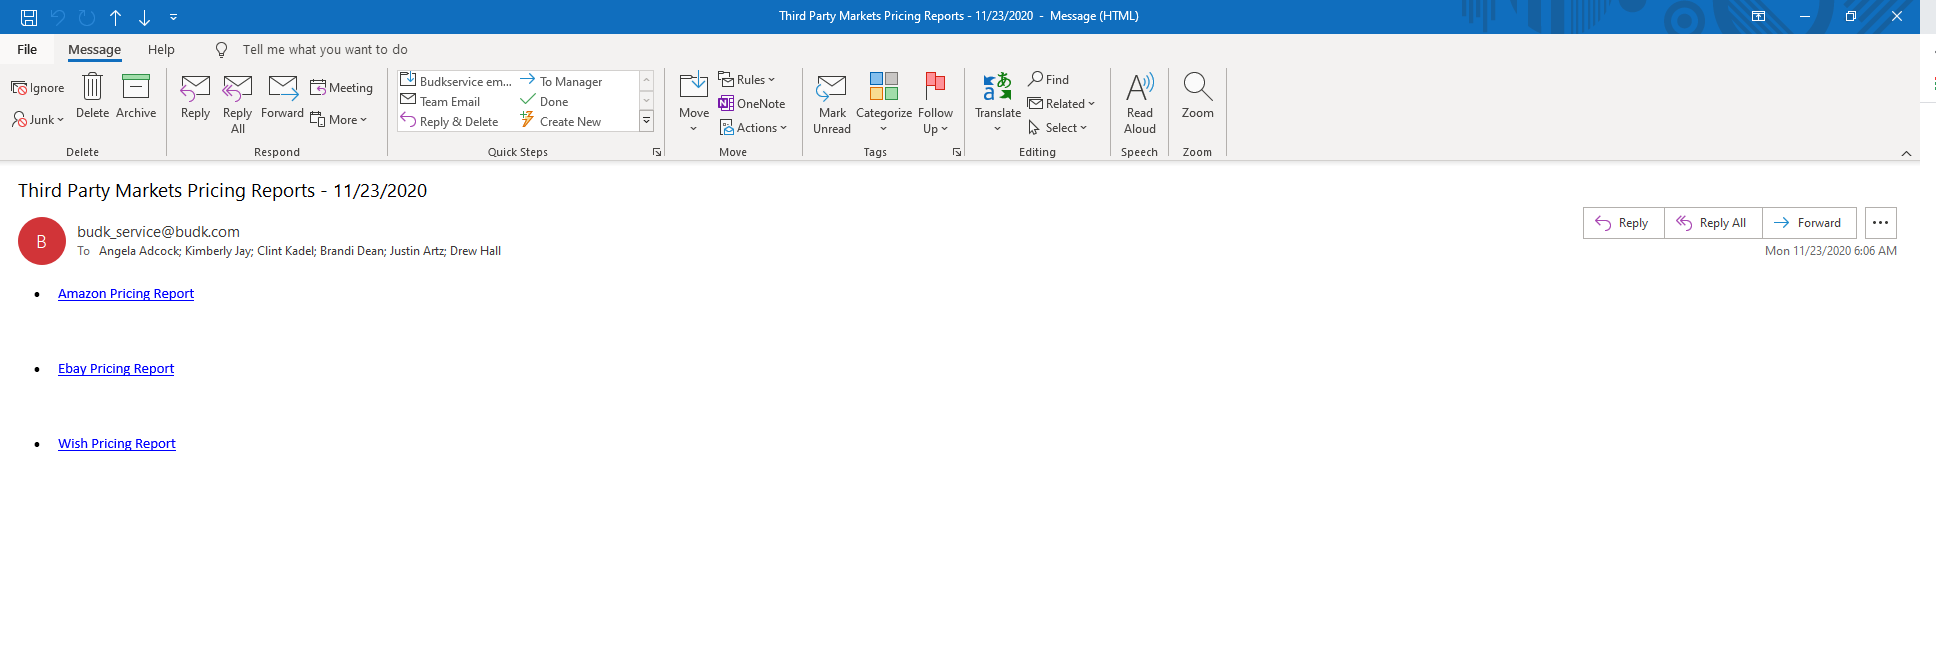 Third Party Markets Pricing Reports - 11/23/2020 - Message (HTML)
File Message Help Tell me what you want to do
Ignore
Junk
Delete
Archive
Delete
Reply
Reply All
Forward
Meeting
More
Respond
Budkservice em... To Manager
Team Email Done
Reply & Delete Create New
Quick Steps
Move
Rules
OneNote
Actions
Move
Mark Unread
Categorize
Follow Up
Tags
Translate
Find
Related
Select
Editing
Read Aloud
Speech
Zoom
Zoom
Third Party Markets Pricing Reports - 11/23/2020
B
budk_service@budk.com
To Angela Adcock; Kimberly Jay; Clint Kadel; Brandi Dean; Justin Artz; Drew Hall
Reply Reply All Forward ...
Mon 11/23/2020 6:06 AM
• Amazon Pricing Report
• Ebay Pricing Report
• Wish Pricing Report